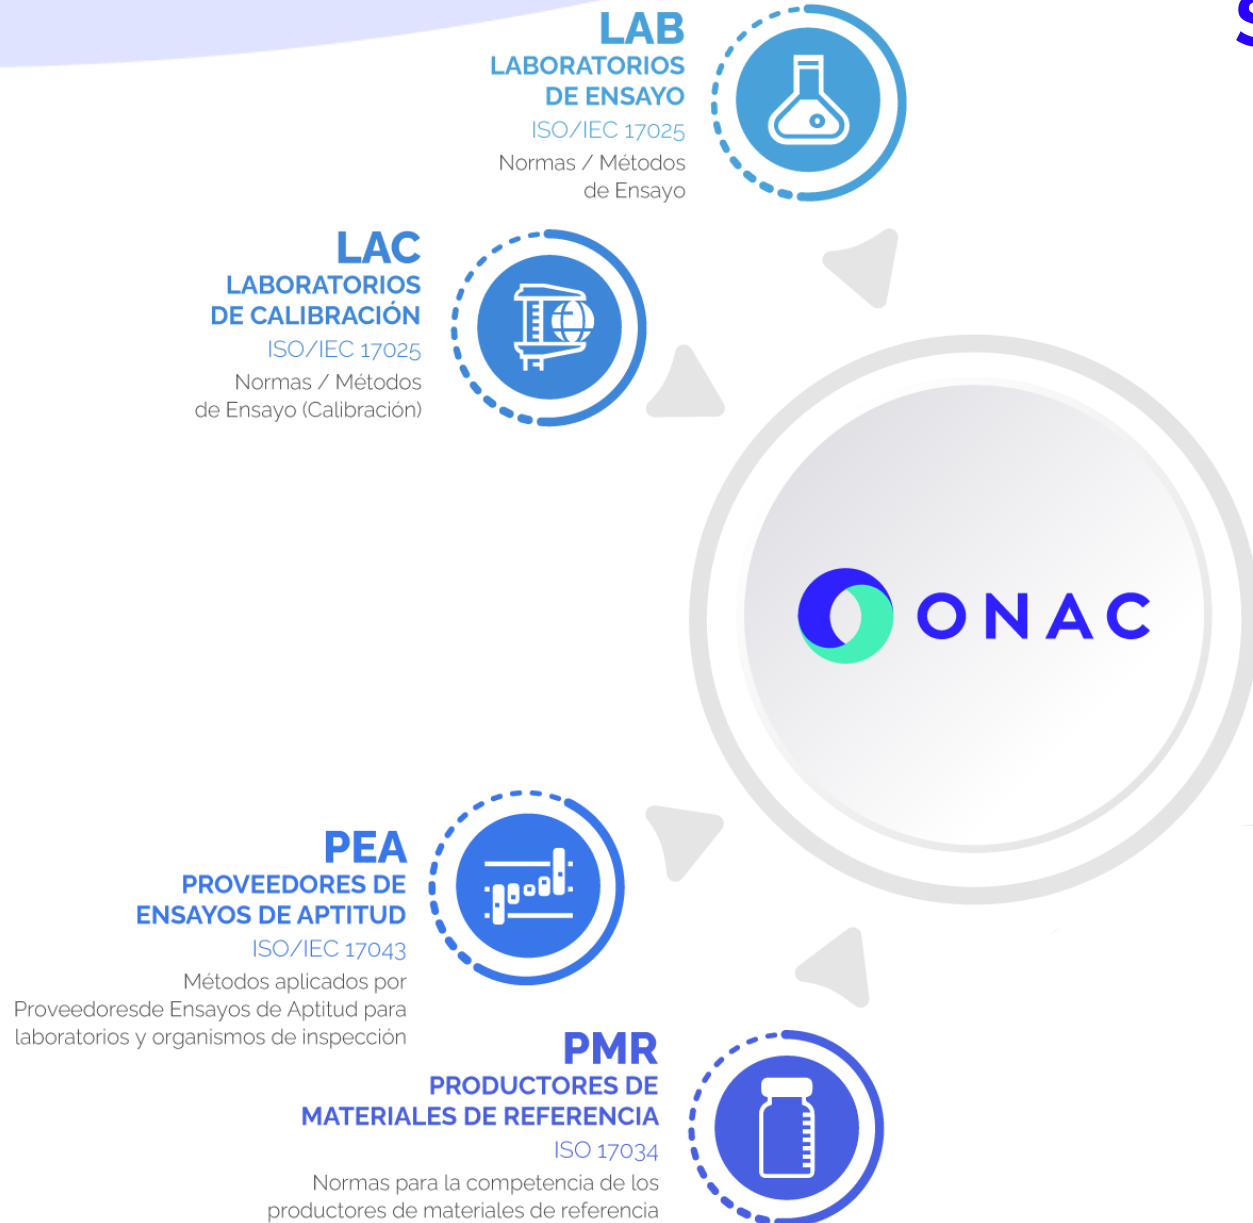 LAB
LABORATORIOS
DE ENSAYO
ISO/IEC 17025
Normas / Métodos
de Ensayo
LAC
LABORATORIOS
DE CALIBRACIÓN
ISO/IEC 17025
Normas / Métodos
de Ensayo (Calibración)
ONAC
PEA
PROVEEDORES DE
ENSAYOS DE APTITUD
ISO/IEC 17043
Métodos aplicados por
Proveedoresde Ensayos de Aptitud para
laboratorios y organismos de inspección
PMR
PRODUCTORES DE
MATERIALES DE REFERENCIA
ISO 17034
Normas para la competencia de los
productores de materiales de referencia